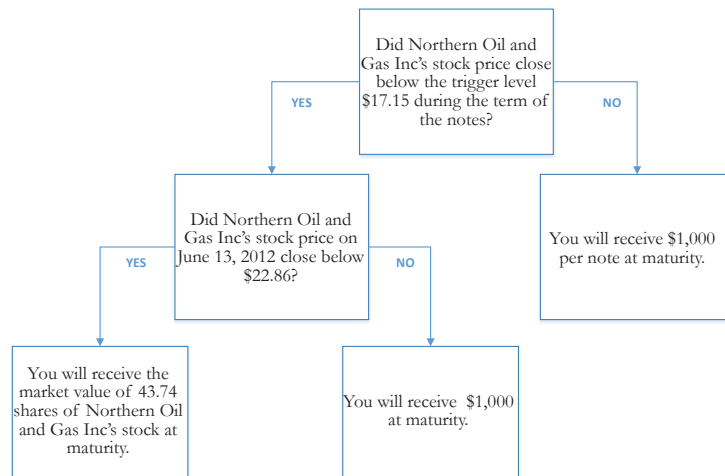 Did Northern Oil and
Gas Inc's stock price close
below the trigger level
$17.15 during the term of
the notes?
YES
NO
Did Northern Oil and
Gas Inc's stock price on
June 13, 2012 close below
$22.86?
You will receive $1,000
per note at maturity.
YES
NO
You will receive the
market value of 43.74
shares of Northern Oil
and Gas Inc's stock at
maturity.
You will receive $1,000
at maturity.